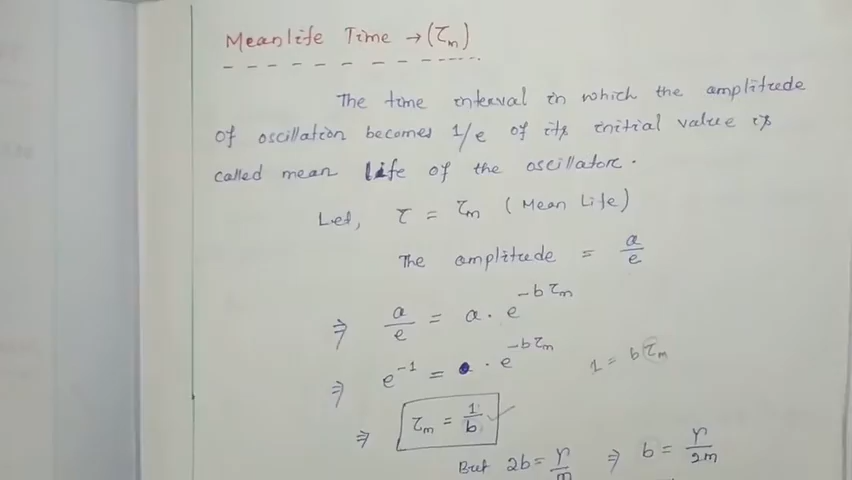 Meanlife Time → (τₘ)
The time interval in which the amplitude
of oscillation becomes 1/e of its initial value is
called mean life of the oscillator.
Let, τ = τₘ (Mean Life)
The amplitude = a/e
⇒ a/e = a · e^(-bτₘ)
⇒ e^(-1) = · e^(-bτₘ) 1 = bτₘ
⇒ τₘ = 1/b
But 2b = γ/m ⇒ b = γ/2m